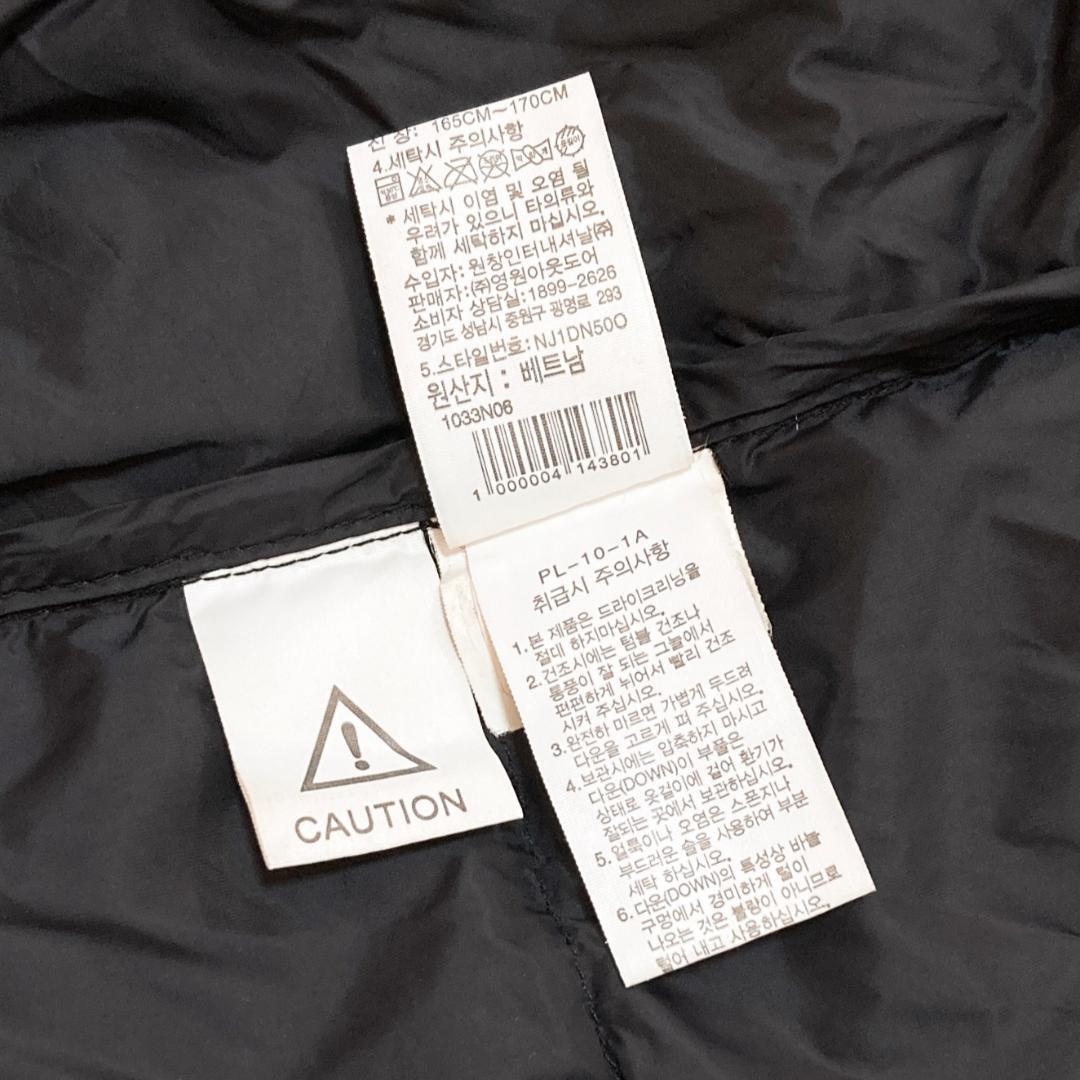 신 장: 165CM~170CM
4.세탁시 주의사항
* 세탁시 이염 및 오염 될
우려가 있으니 타의류와
함께 세탁하지 마십시오.
수입자: 원창인터내셔날㈜
판매자:㈜영원아웃도어
소비자 상담실:1899-2626
경기도 성남시 중원구 광명로 293
5.스타일번호:NJ1DN50O
원산지 : 베트남
1033N06
1 000004 143801
CAUTION
PL-10-1A
취급시 주의사항
1.본 제품은 드라이크리닝을
절대 하지마십시오.
2.건조시에는 텀블 건조나
통풍이 잘 되는 그늘에서
편편하게 뉘어서 빨리 건조
시켜 주십시오.
3.완전하 미르면 가볍게 두드려
다운을 고르게 펴 주십시오.
4.보관시에는 압축하지 마시고
다운(DOWN)이 부풀은
상태로 옷걸이에 걸어 환기가
잘되는 곳에서 보관하십시오.
5.얼룩이나 오염은 스폰지나
부드러운 솔을 사용하여 부분
세탁 하십시오.
6.다운(DOWN)의 특성상 바늘
구멍에서 경미하게 털이
나오는 것은 불량이 아니므로
털어 내고 사용하십시오.